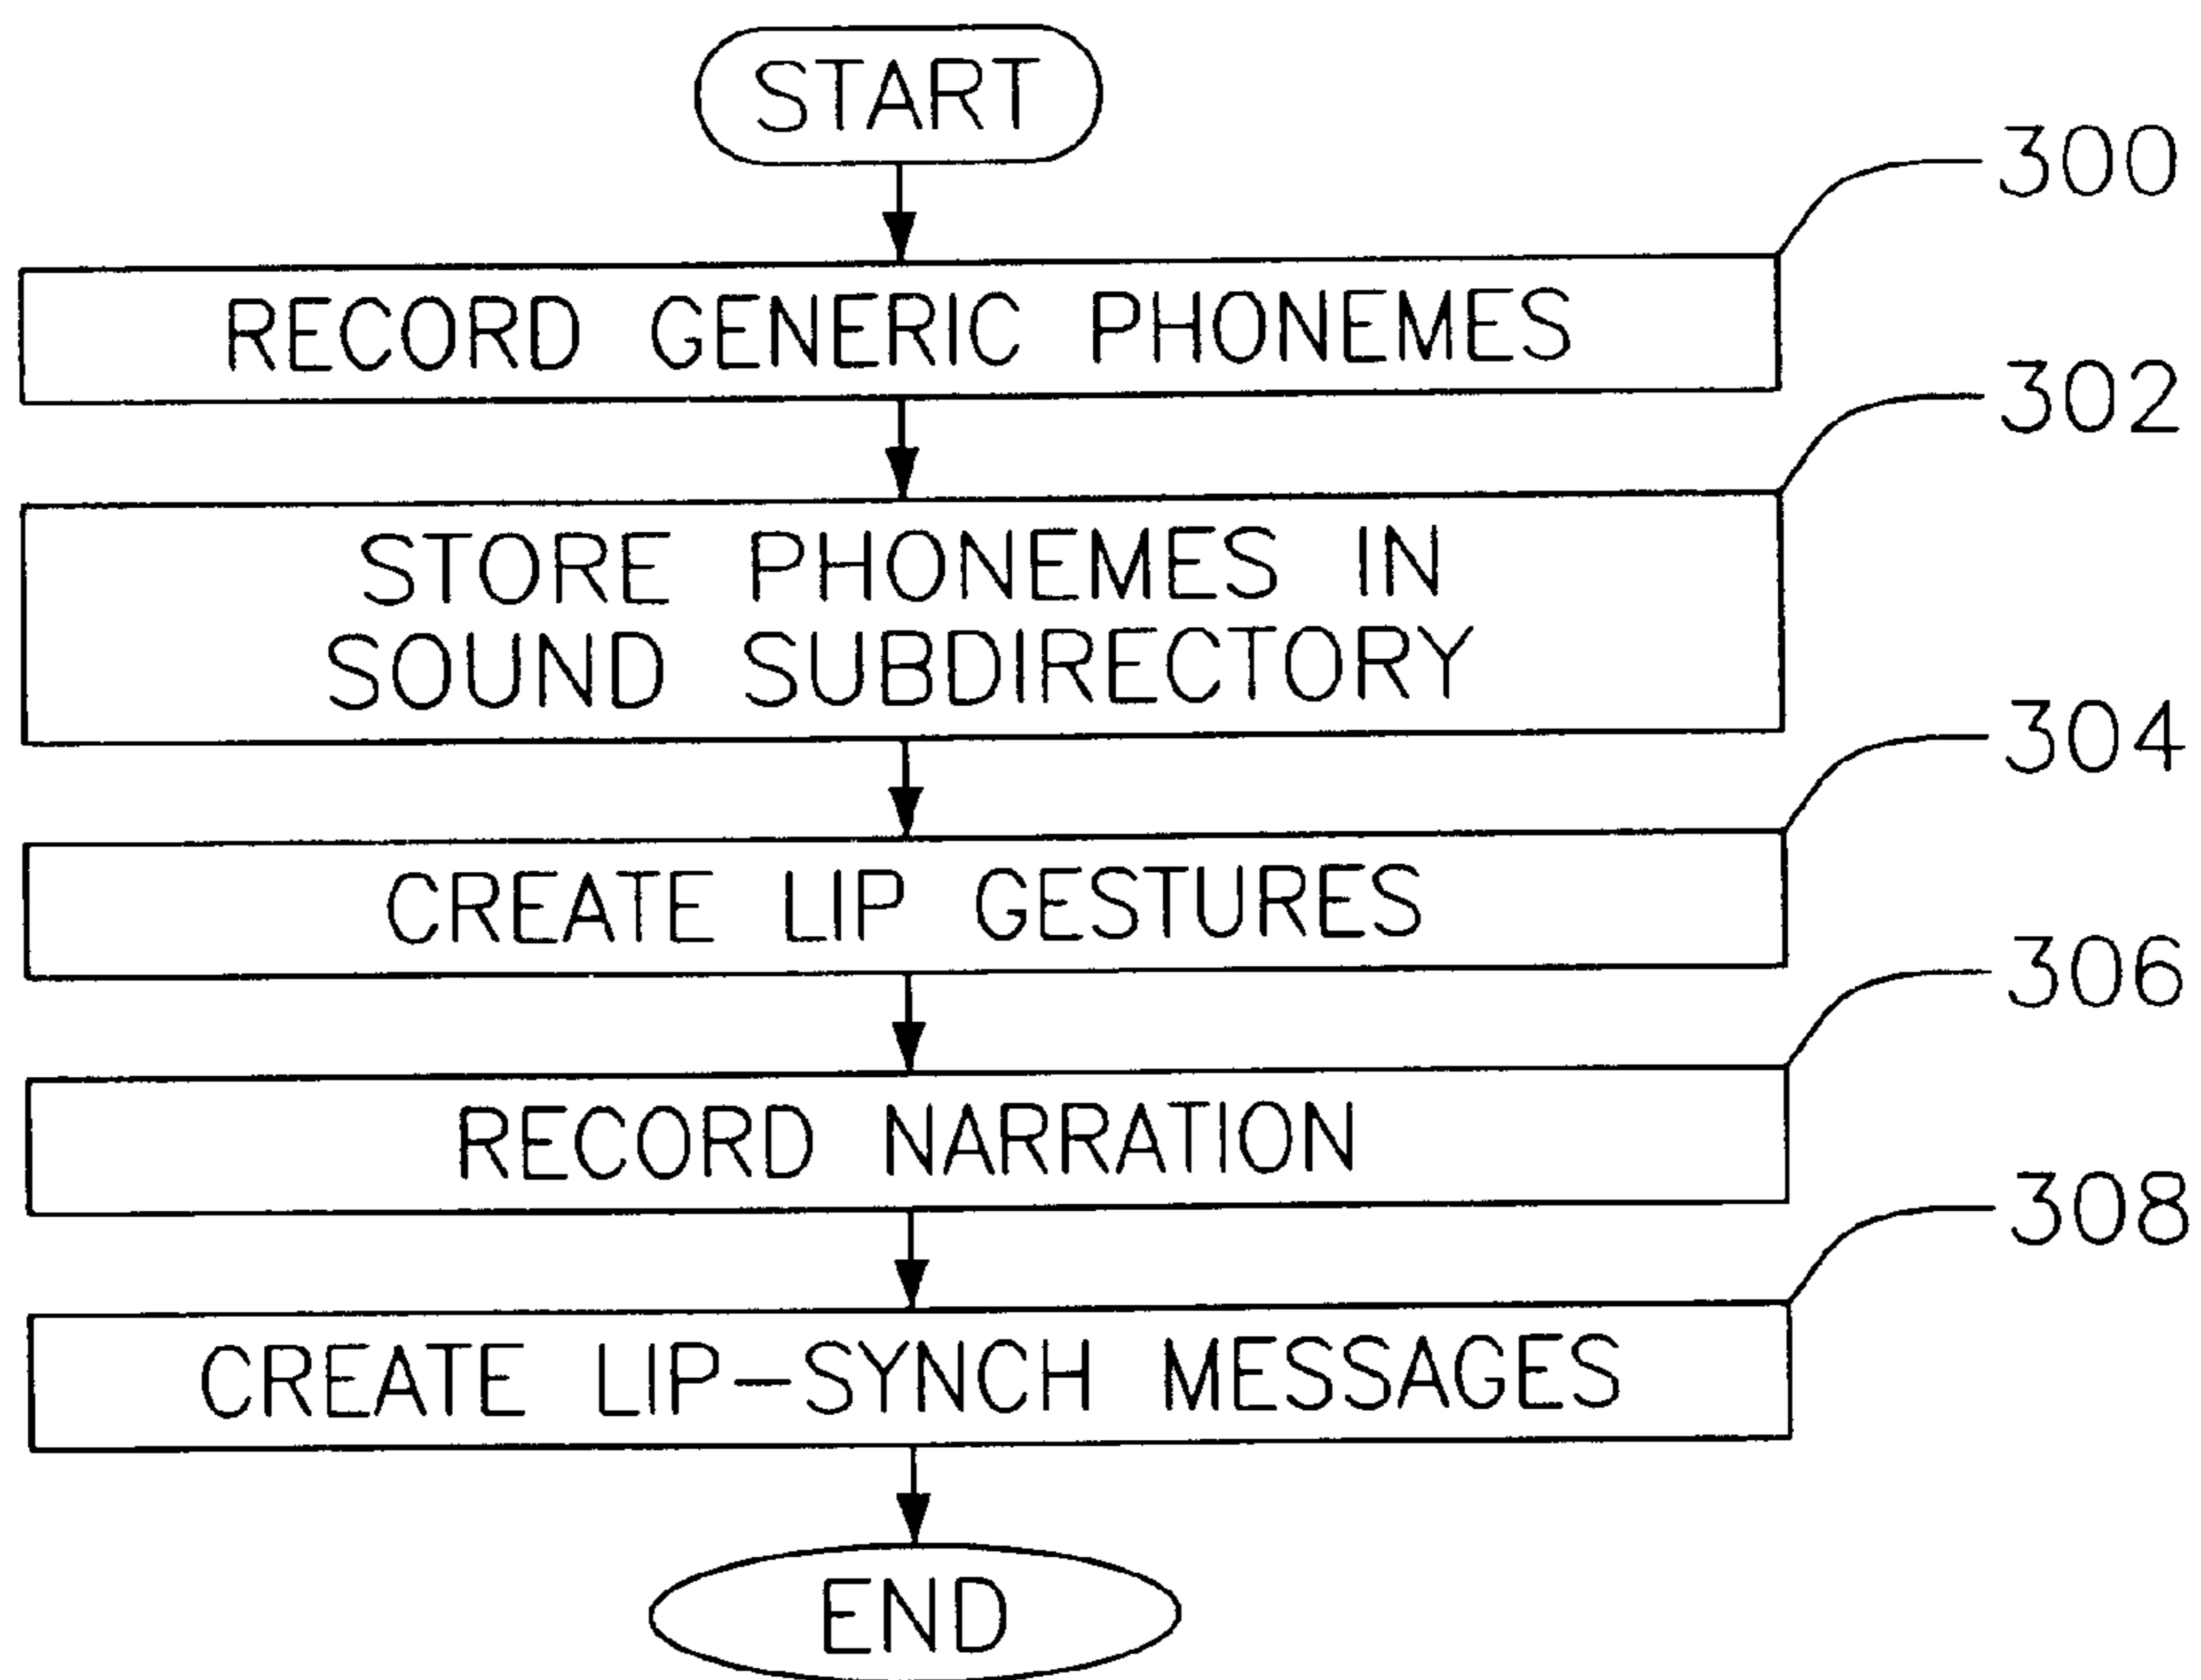 START
300
RECORD GENERIC PHONEMES
302
STORE PHONEMES IN
SOUND SUBDIRECTORY
304
CREATE LIP GESTURES
306
RECORD NARRATION
308
CREATE LIP-SYNCH MESSAGES
END